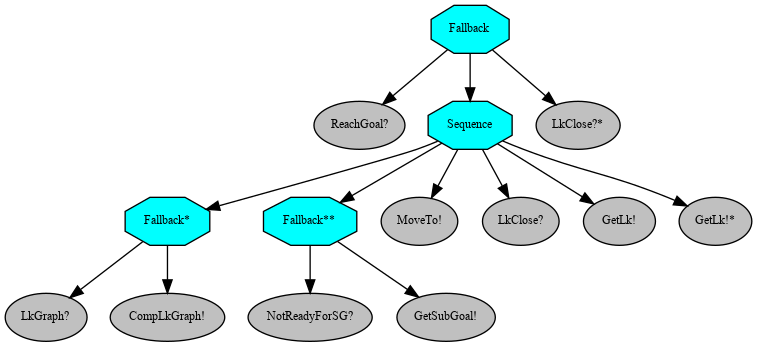 Fallback
ReachGoal?
Sequence
LkClose?*
Fallback*
Fallback**
MoveTo!
LkClose?
GetLk!
GetLk!*
LkGraph?
CompLkGraph!
NotReadyForSG?
GetSubGoal!